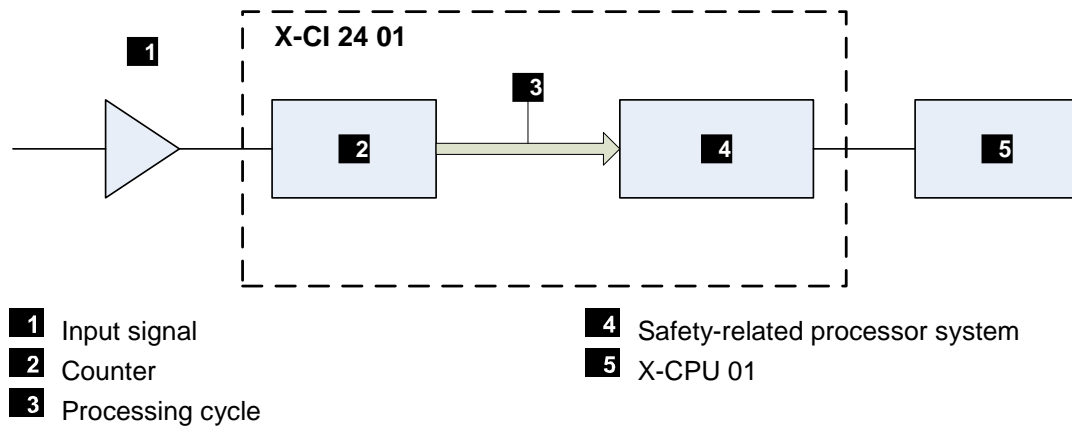 X-CI 24 01
1
3
2
4
5
1 Input signal
2 Counter
3 Processing cycle
4 Safety-related processor system
5 X-CPU 01